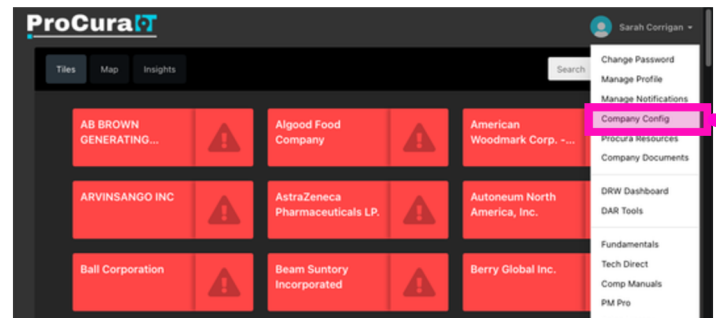 ProCuraIT
Sarah Corrigan
Tiles Map Insights
Search
AB BROWN
GENERATING...
Algood Food
Company
American
Woodmark Corp. -...
ARVINSANGO INC
AstraZeneca
Pharmaceuticals LP.
Autoneum North
America, Inc.
Ball Corporation
Beam Suntory
Incorporated
Berry Global Inc.
Change Password
Manage Profile
Manage Notifications
Company Config
Procura Resources
Company Documents
DRW Dashboard
DAR Tools
Fundamentals
Tech Direct
Comp Manuals
PM Pro